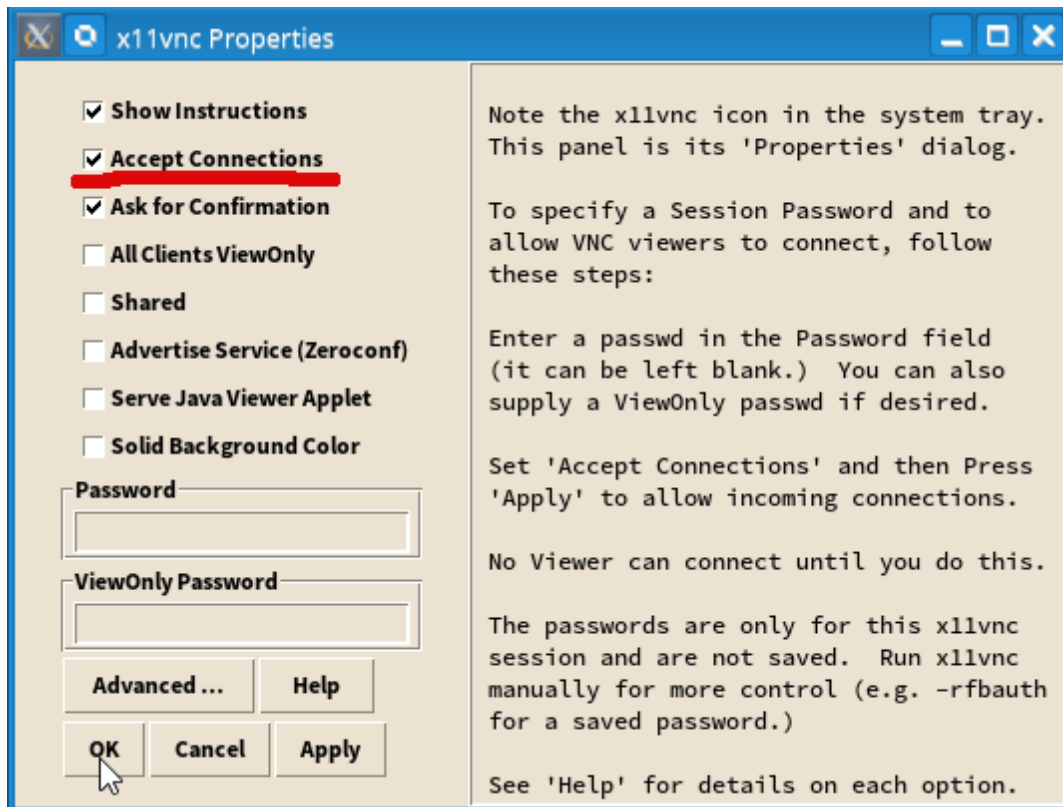 x11vnc Properties
Show Instructions
Accept Connections
Ask for Confirmation
All Clients ViewOnly
Shared
Advertise Service (Zeroconf)
Serve Java Viewer Applet
Solid Background Color
Password
ViewOnly Password
Advanced ...
Help
OK
Cancel
Apply
Note the x11vnc icon in the system tray.
This panel is its 'Properties' dialog.
To specify a Session Password and to
allow VNC viewers to connect, follow
these steps:
Enter a passwd in the Password field
(it can be left blank.)  You can also
supply a ViewOnly passwd if desired.
Set 'Accept Connections' and then Press
'Apply' to allow incoming connections.
No Viewer can connect until you do this.
The passwords are only for this x11vnc
session and are not saved.  Run x11vnc
manually for more control (e.g. -rfbauth
for a saved password.)
See 'Help' for details on each option.